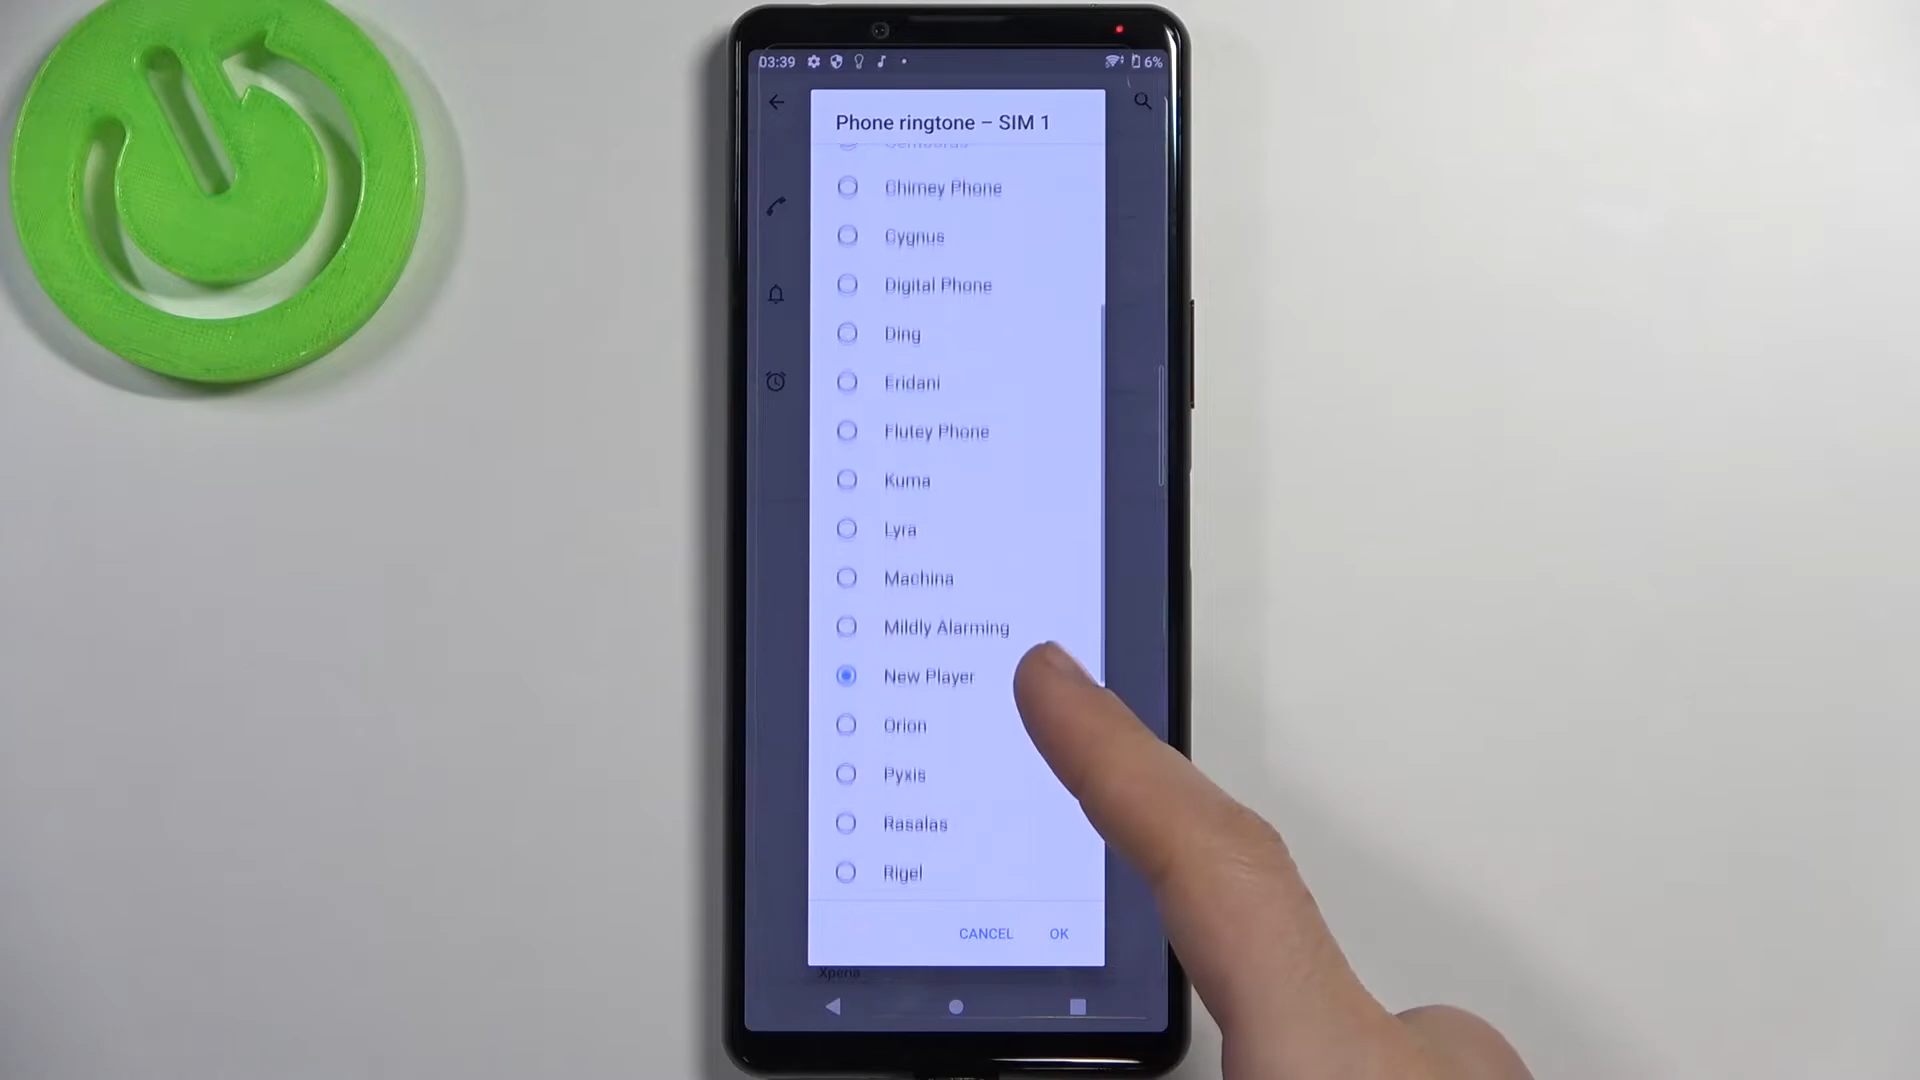 03:39
6%
Phone ringtone – SIM 1
Chimey Phone
Cygnus
Digital Phone
Ding
Eridani
Flutey Phone
Kuma
Lyra
Machina
Mildly Alarming
New Player
Orion
Pyxis
Rasalas
Rigel
CANCEL OK
Xperia